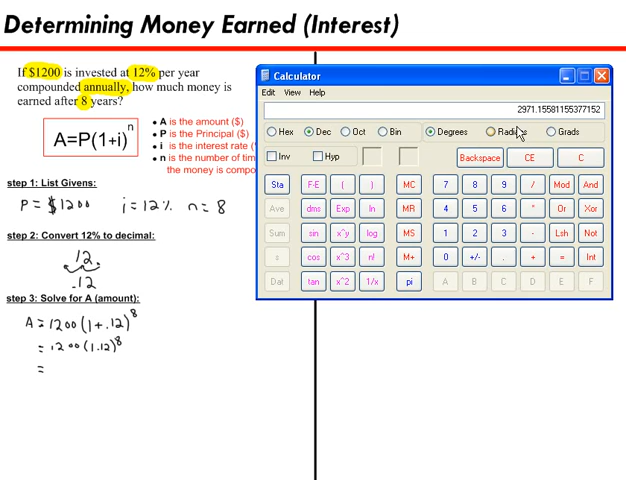 Determining Money Earned (Interest)
If $1200 is invested at 12% per year
compounded annually, how much money is
earned after 8 years?
A=P(1+i)^n
• A is the amount ($)
• P is the Principal ($)
• i is the interest rate
• n is the number of
the money is
step 1: List Givens:
P = $1200 i = 12% n = 8
step 2: Convert 12% to decimal:
12.
.12
step 3: Solve for A (amount):
A = 1200 (1 + .12)^8
= 1200 (1.12)^8
=
Calculator
Edit View Help
2971.15581155377152
Hex Dec Oct Bin Degrees Grads
Inv Hyp Backspace CE C
Sta F-E ( ) MC 7 8 9 / Mod And
Ave dms Exp ln MR 4 5 6 * Or Xor
Sum sin x^y log MS 1 2 3 - Lsh Not
s cos x^3 n! M+ 0 +/- . + = Int
Dat tan x^2 1/x pi A B C D E F